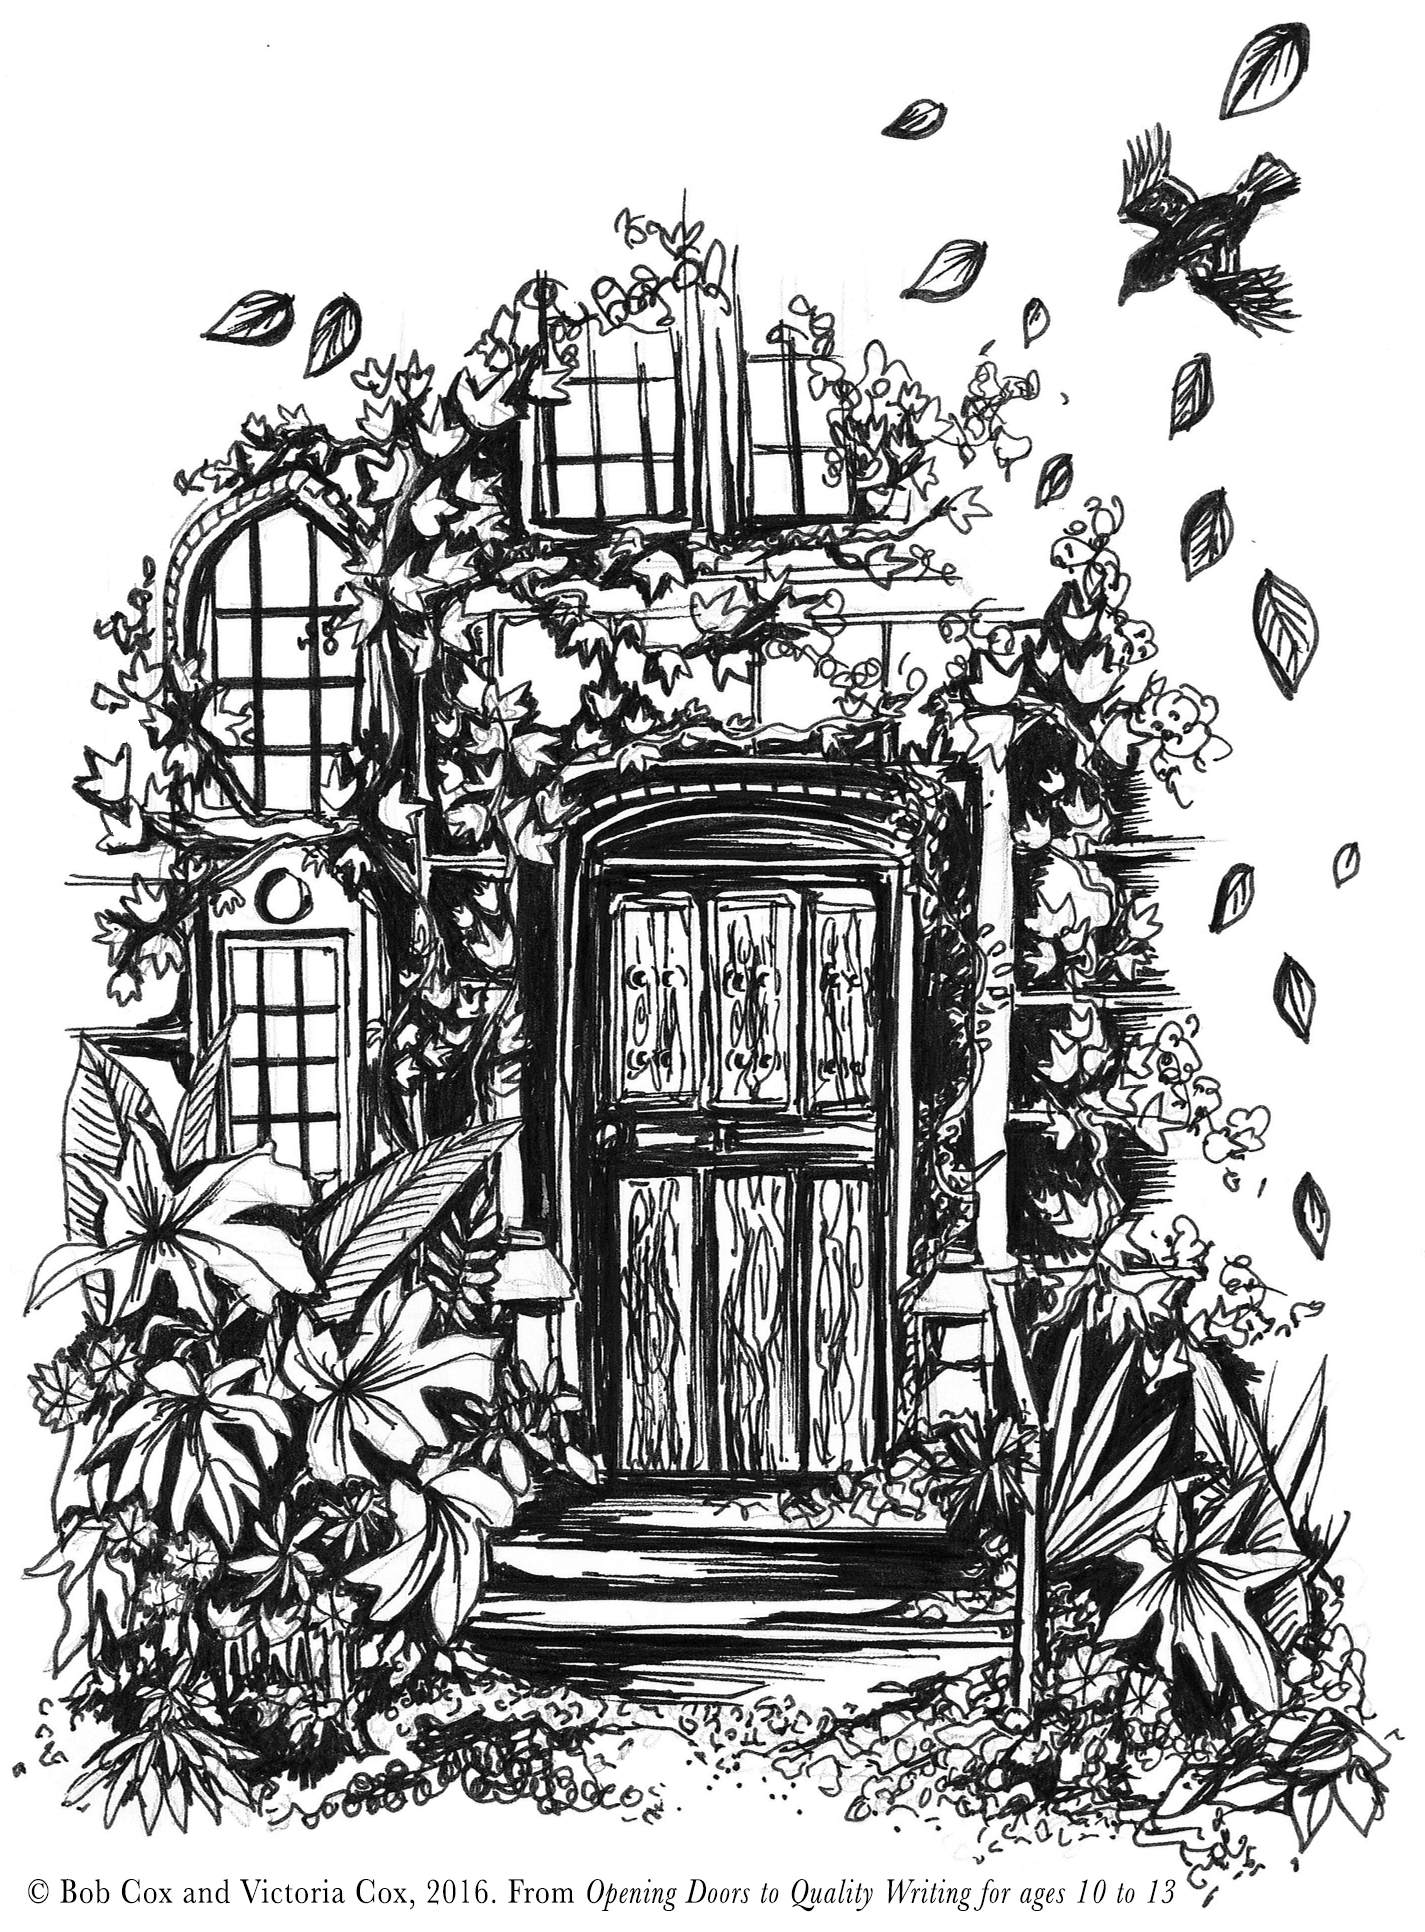 © Bob Cox and Victoria Cox, 2016. From Opening Doors to Quality Writing for ages 10 to 13